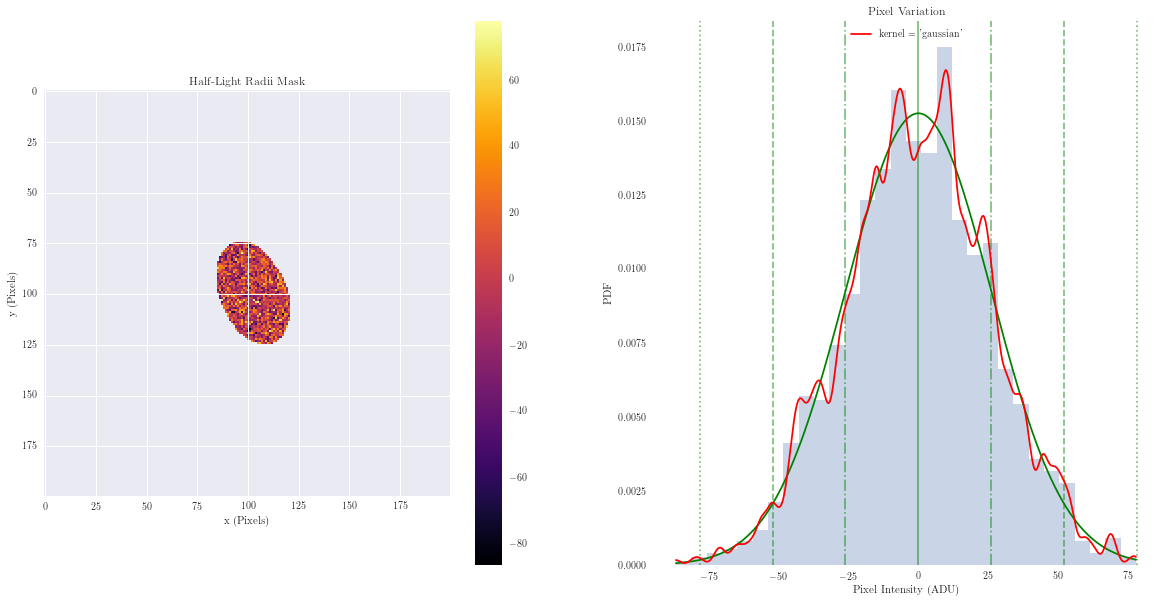 Half-Light Radii Mask
0
25
50
75
100
125
150
175
y (Pixels)
0 25 50 75 100 125 150 175
x (Pixels)
60
40
20
0
−20
−40
−60
−80
Pixel Variation
kernel = 'gaussian'
0.0175
0.0150
0.0125
0.0100
0.0075
0.0050
0.0025
0.0000
PDF
−75 −50 −25 0 25 50 75
Pixel Intensity (ADU)